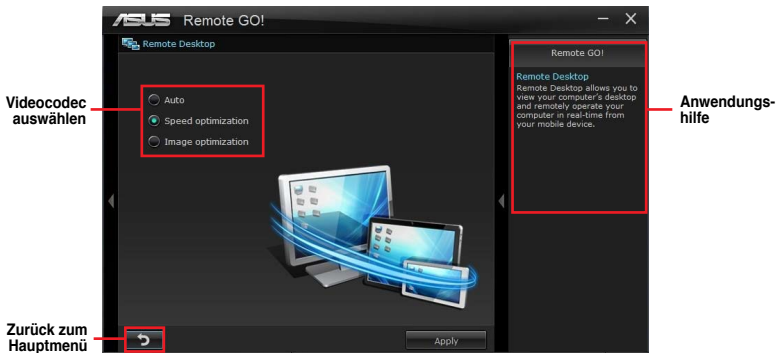 ASUS Remote GO!
Remote Desktop
Remote GO!
Videocodec
auswählen
Auto
Speed optimization
Image optimization
Remote Desktop
Remote Desktop allows you to
view your computer's desktop
and remotely operate your
computer in real-time from
your mobile device.
Anwendungs-
hilfe
Zurück zum
Hauptmenü
Apply